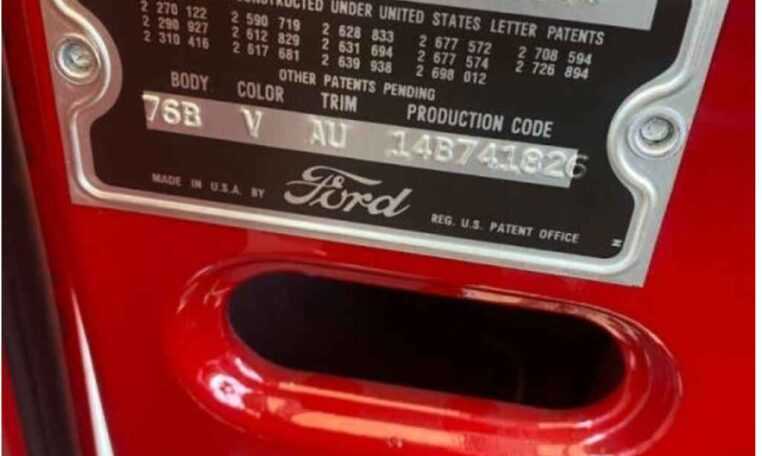 CONSTRUCTED UNDER UNITED STATES LETTER PATENTS
2 270 122 2 590 719 2 628 833 2 677 572 2 708 594
2 290 927 2 612 829 2 631 694 2 677 574 2 726 894
2 310 416 2 617 681 2 639 938 2 698 012
OTHER PATENTS PENDING
BODY COLOR TRIM PRODUCTION CODE
76B V AU 14B741826
MADE IN U.S.A. BY Ford REG. U.S. PATENT OFFICE